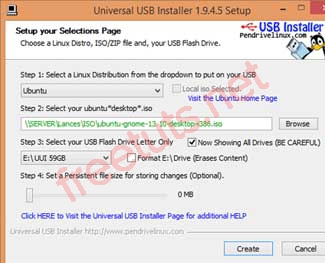 Universal USB Installer 1.9.4.5 Setup
Setup your Selections Page
Choose a Linux Distro, ISO/ZIP file and, your USB Flash Drive.
USB Installer
Pendrivelinux.com
Step 1: Select a Linux Distribution from the dropdown to put on your USB
Ubuntu
Local iso Selected.
Visit the Ubuntu Home Page
Step 2: Select your ubuntu*desktop*.iso
\\SERVER\Lances\ISO\ubuntu-gnome-13.10-desktop-i386.iso
Browse
Step 3: Select your USB Flash Drive Letter Only
Now Showing All Drives (BE CAREFUL)
E:\ UUI 59GB
Format E:\ Drive (Erases Content)
Step 4: Set a Persistent file size for storing changes (Optional).
0 MB
Click HERE to Visit the Universal USB Installer Page for additional HELP
Universal USB Installer http://www.pendrivelinux.com
Create
Cancel
freetuts.net